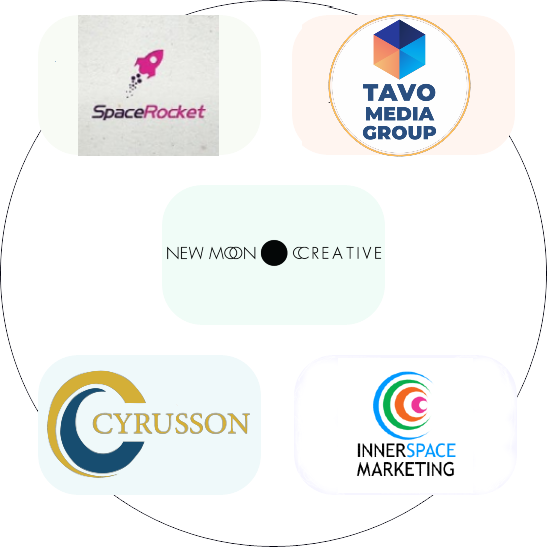 SpaceRocket
TAVO
MEDIA
GROUP
NEW MOON CREATIVE
CYRUSSON
INNERSPACE
MARKETING